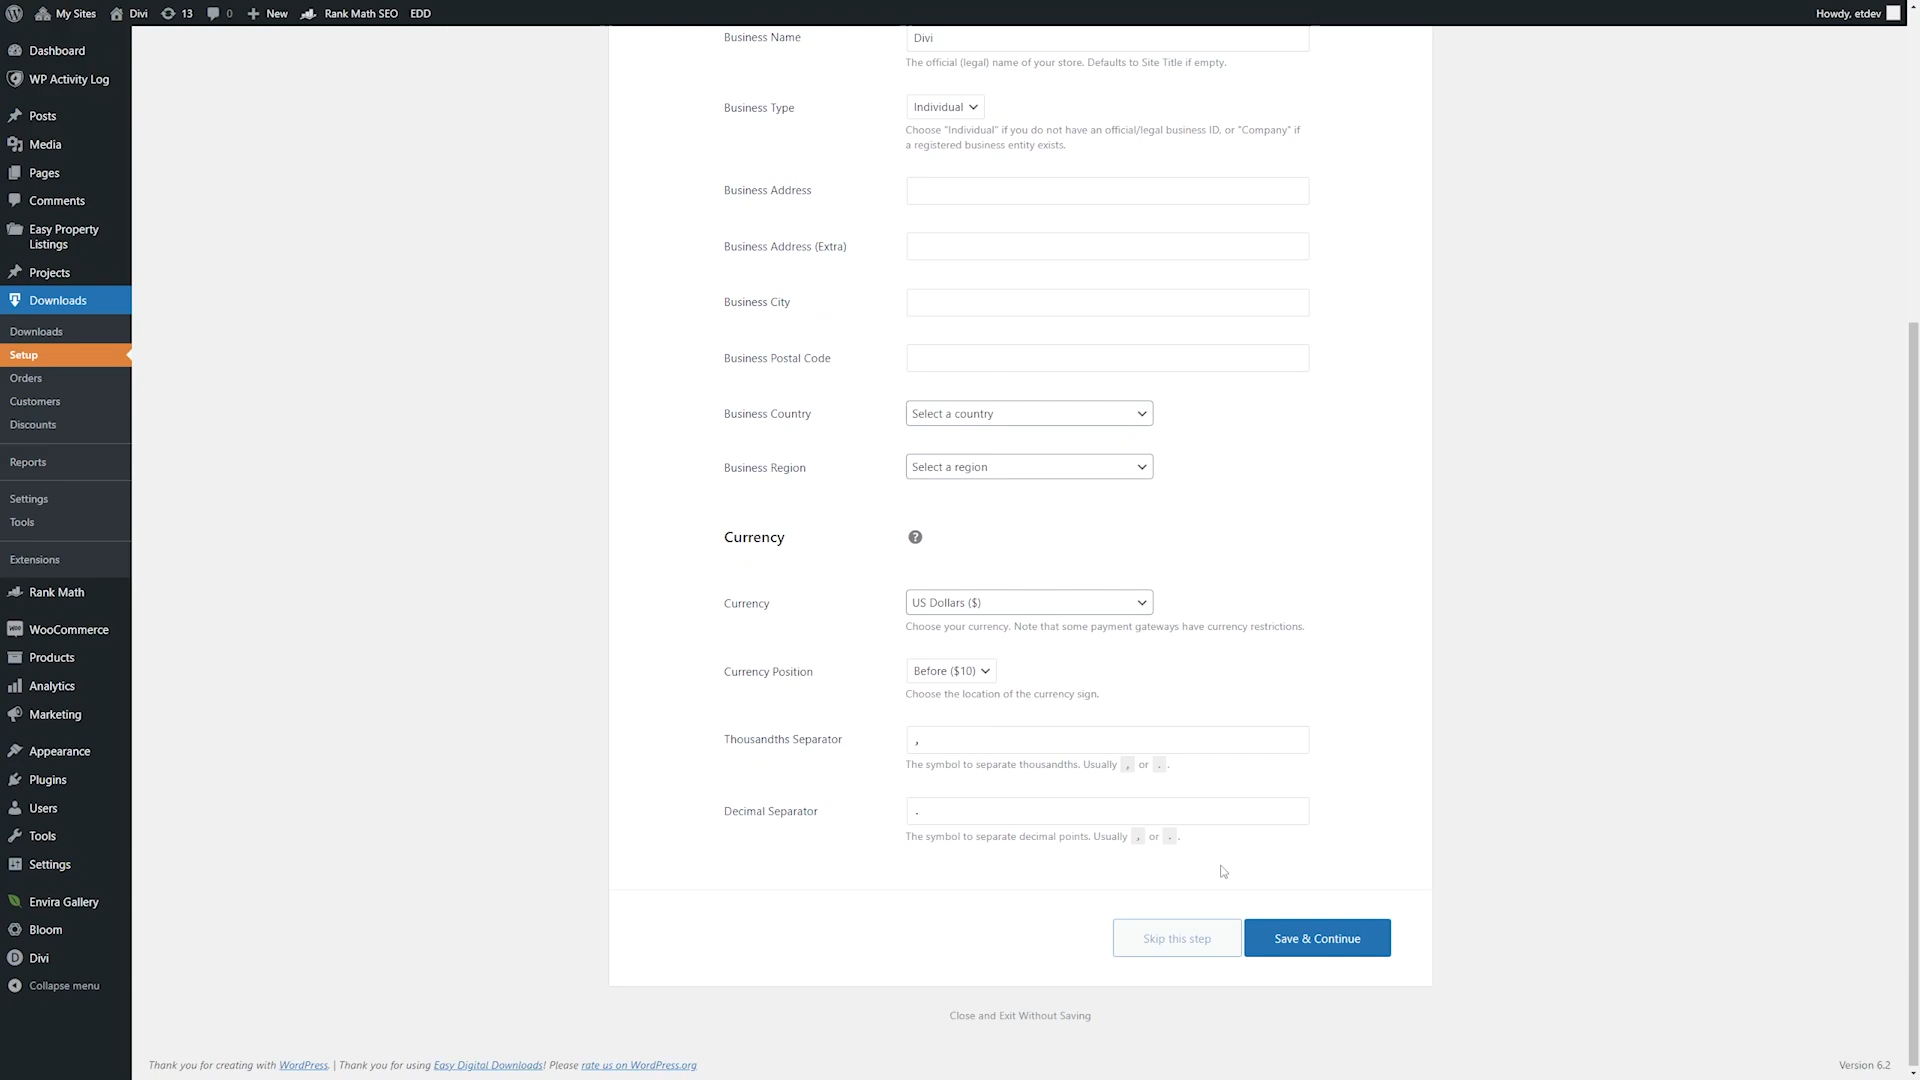 My Sites Divi 13 0 New Rank Math SEO EDD Howdy, etdev
Dashboard
WP Activity Log
Posts
Media
Pages
Comments
Easy Property
Listings
Projects
Downloads
Downloads
Setup
Orders
Customers
Discounts
Reports
Settings
Tools
Extensions
Rank Math
WooCommerce
Products
Analytics
Marketing
Appearance
Plugins
Users
Tools
Settings
Envira Gallery
Bloom
Divi
Collapse menu
Business Name Divi
The official (legal) name of your store. Defaults to Site Title if empty.
Business Type Individual
Choose "Individual" if you do not have an official/legal business ID, or "Company" if
a registered business entity exists.
Business Address
Business Address (Extra)
Business City
Business Postal Code
Business Country Select a country
Business Region Select a region
Currency ?
Currency US Dollars ($)
Choose your currency. Note that some payment gateways have currency restrictions.
Currency Position Before ($10)
Choose the location of the currency sign.
Thousandths Separator ,
The symbol to separate thousandths. Usually , or . .
Decimal Separator .
The symbol to separate decimal points. Usually , or . .
Skip this step Save & Continue
Close and Exit Without Saving
Thank you for creating with WordPress. | Thank you for using Easy Digital Downloads! Please rate us on WordPress.org Version 6.2